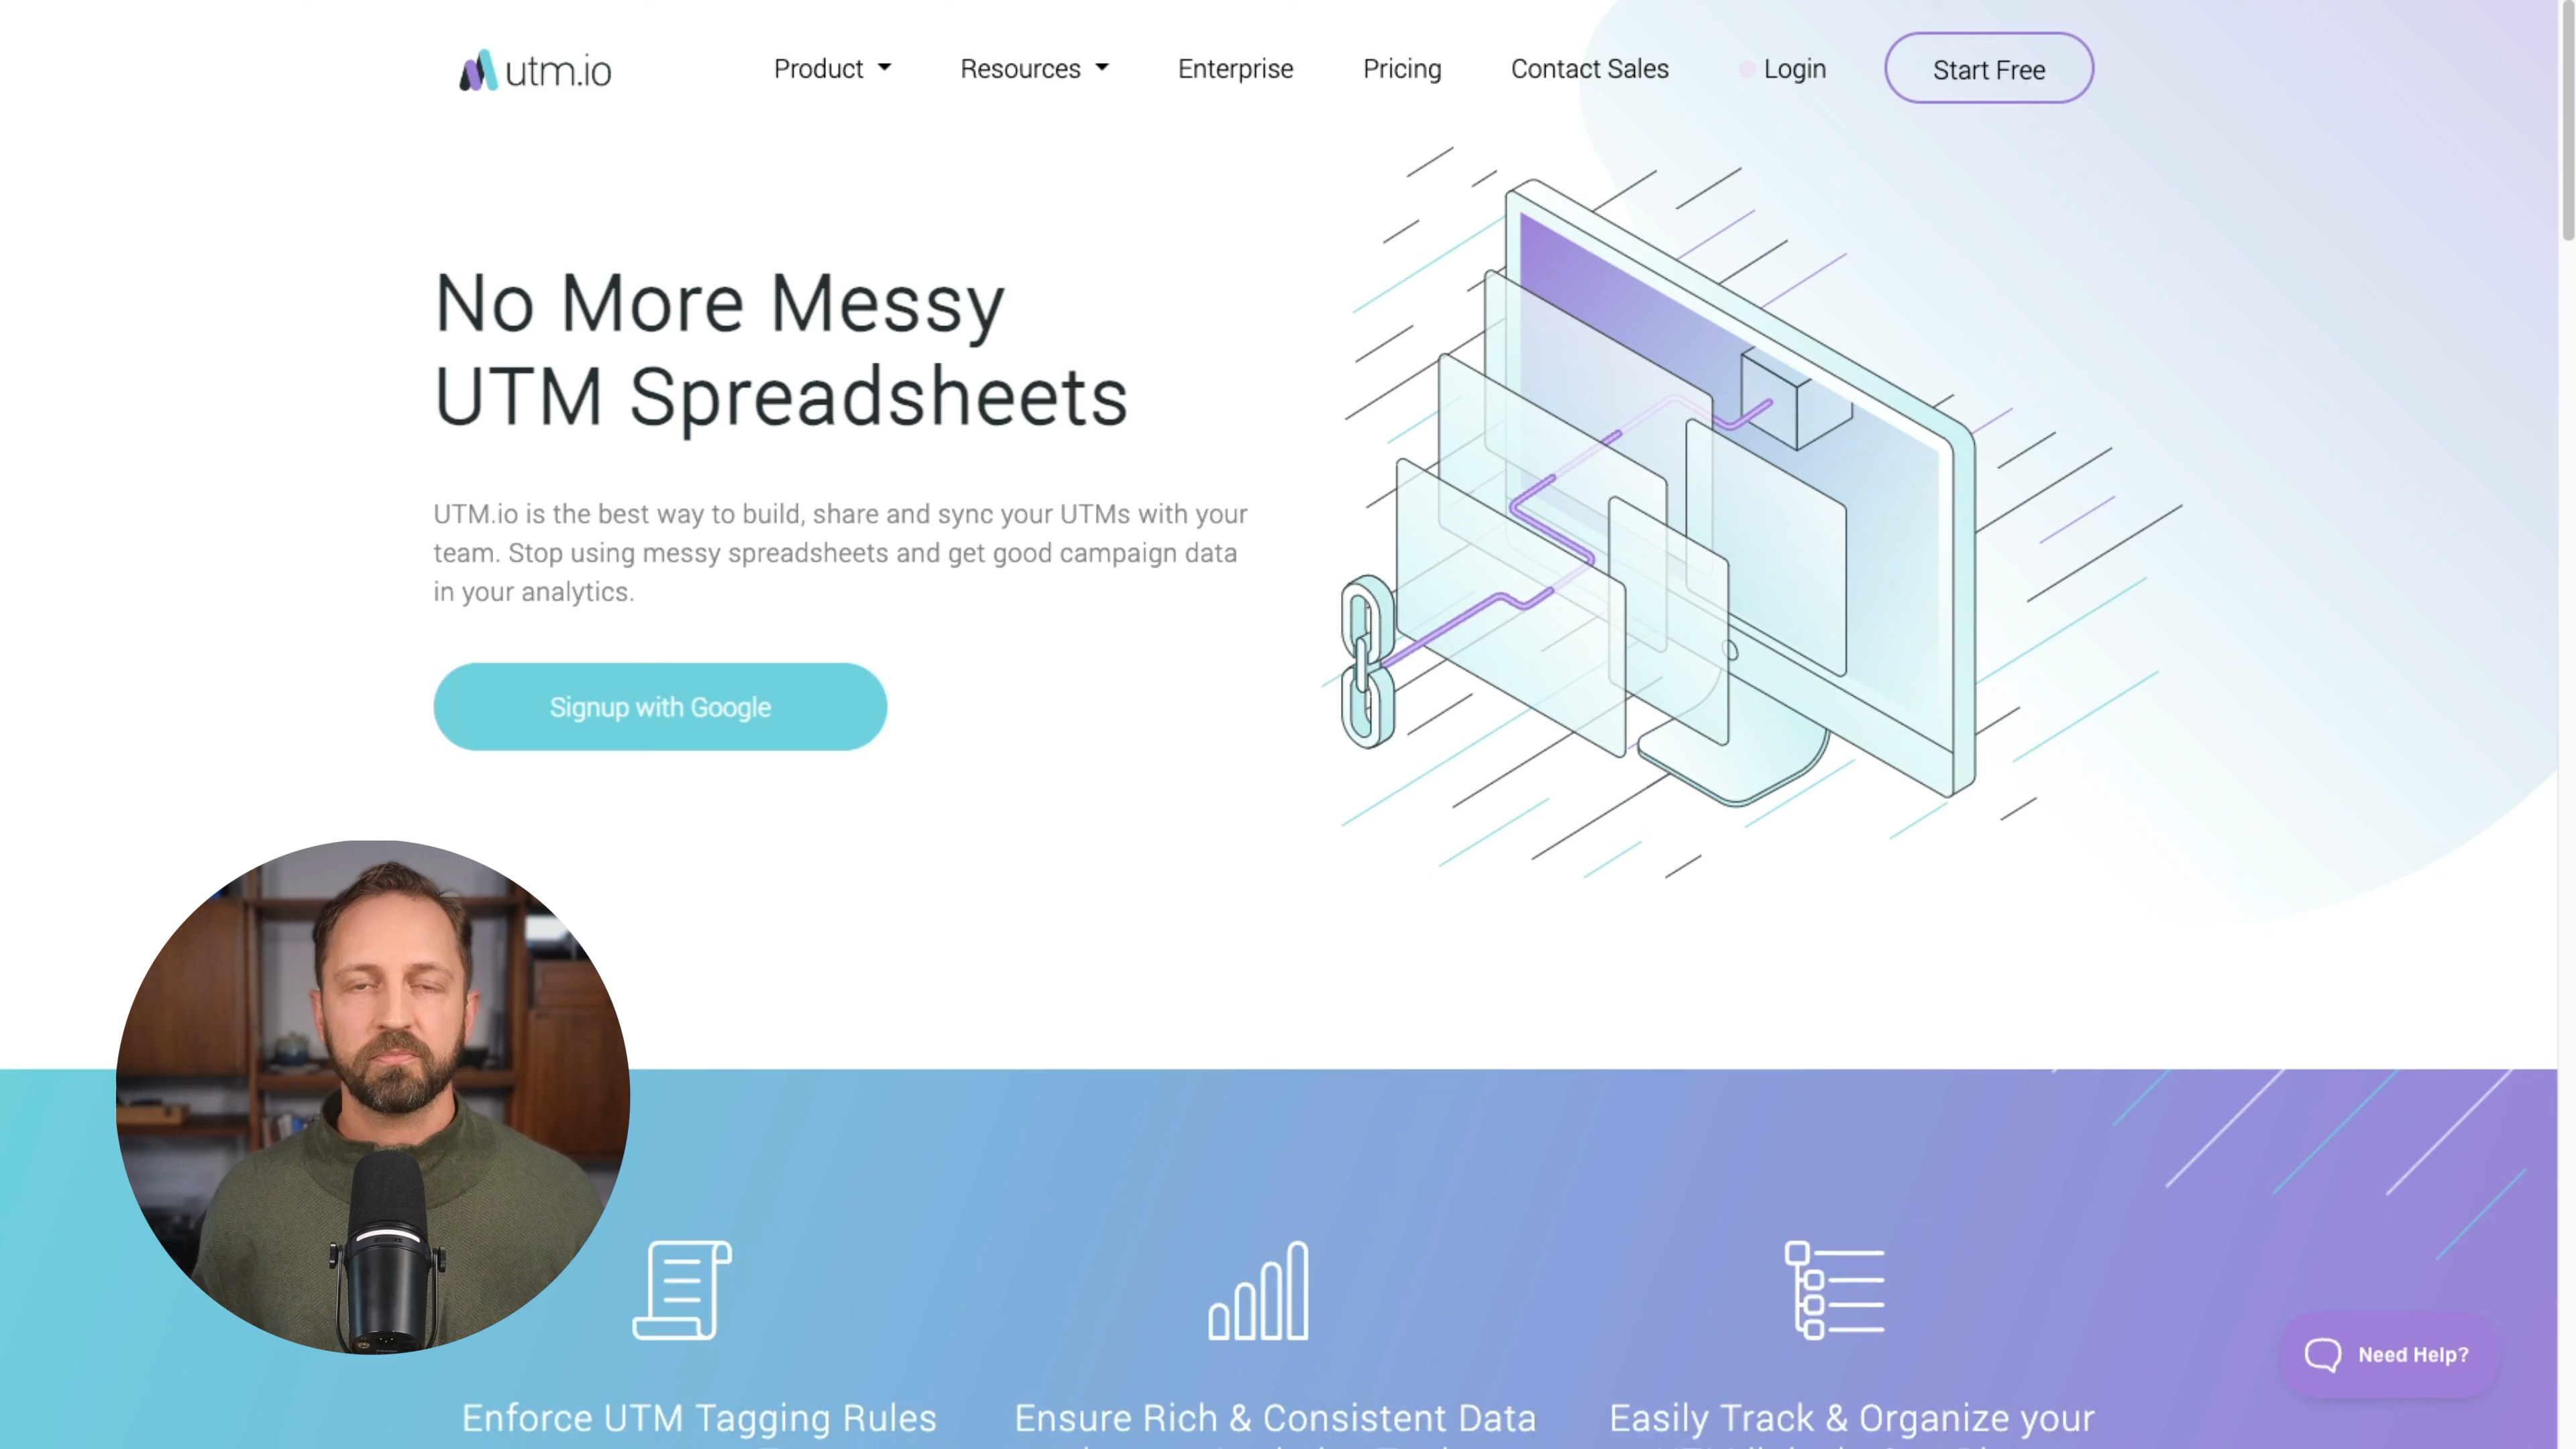 utm.io
Product
Resources
Enterprise
Pricing
Contact Sales
Login
Start Free
No More Messy
UTM Spreadsheets
UTM.io is the best way to build, share and sync your UTMs with your
team. Stop using messy spreadsheets and get good campaign data
in your analytics.
Signup with Google
Enforce UTM Tagging Rules
Ensure Rich & Consistent Data
Easily Track & Organize your
Need Help?